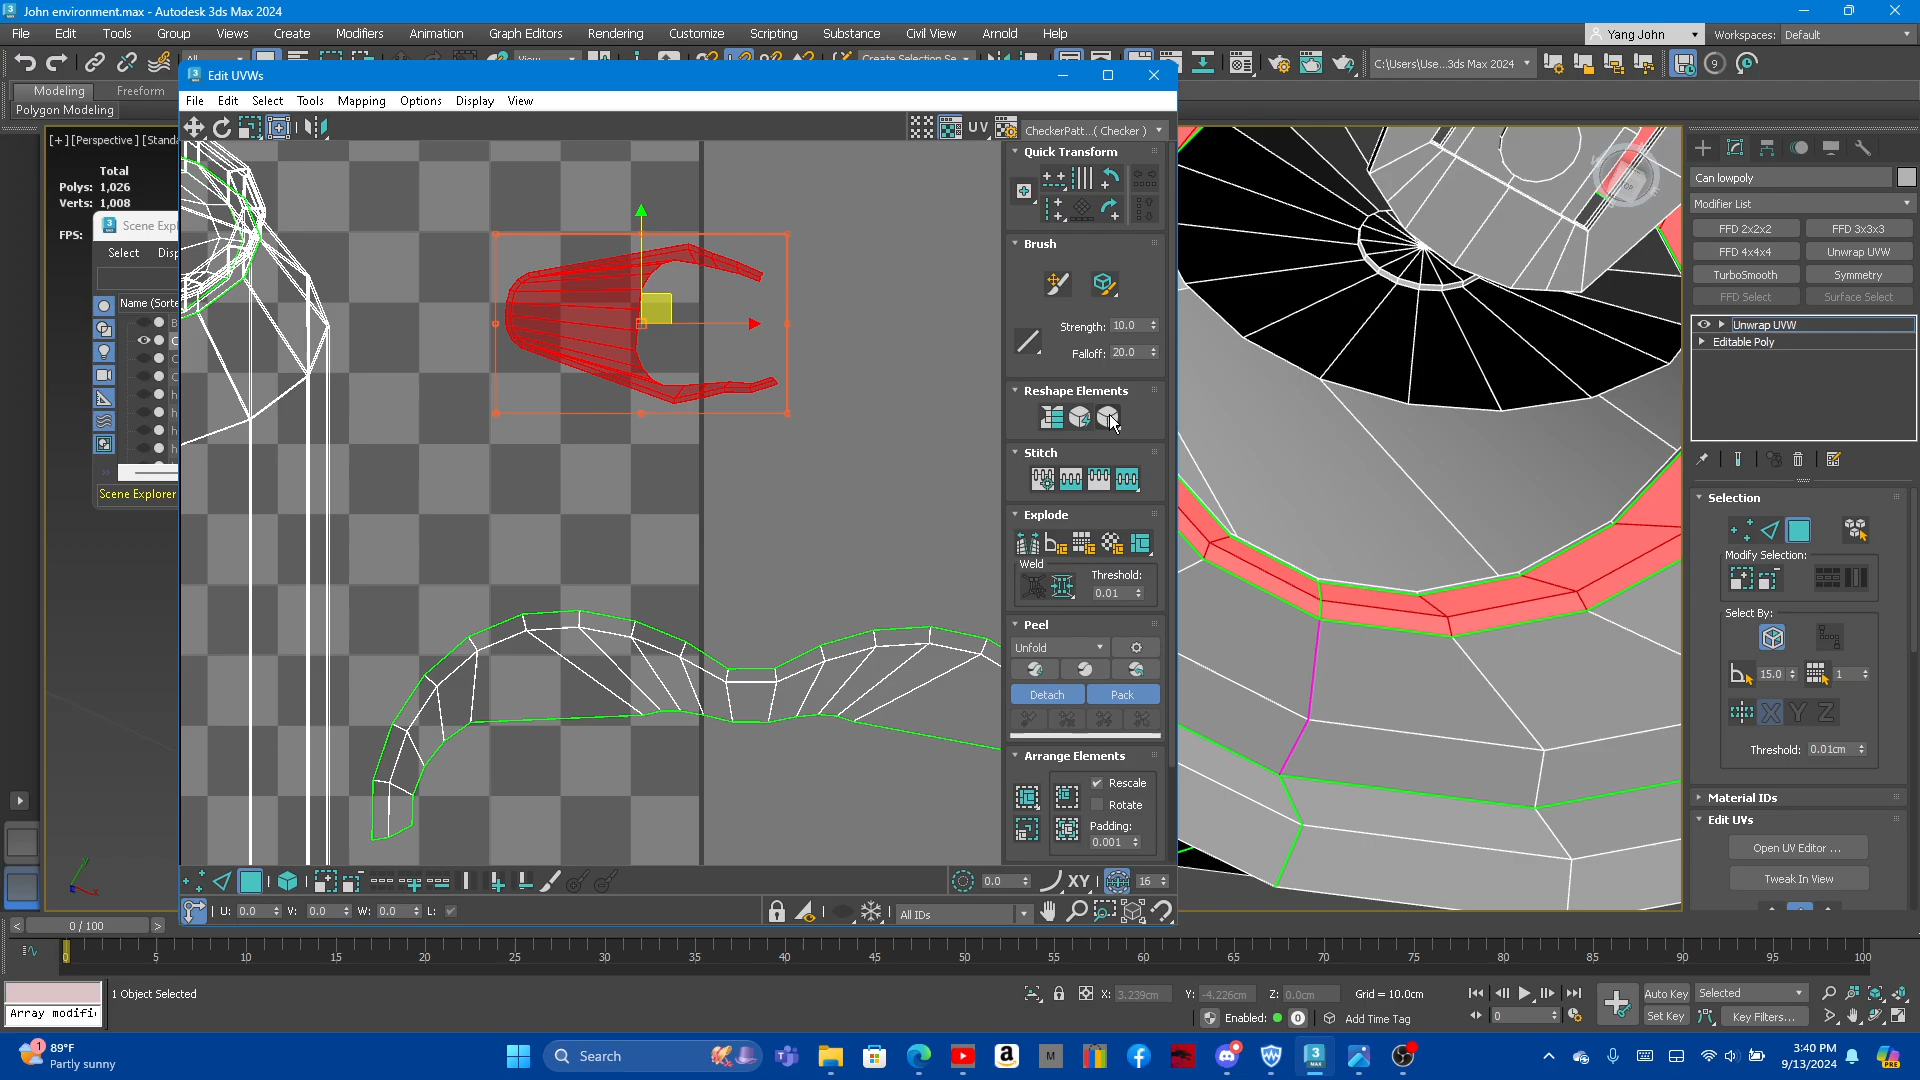 John environment.max - Autodesk 3ds Max 2024
File Edit Tools Group Views Create Modifiers Animation Graph Editors Rendering Customize Scripting Substance Civil View Arnold Help
Yang John Workspaces: Default
C:\Users\Use...3ds Max 2024
Modeling Freeform
Polygon Modeling
Edit UVWs
File Edit Select Tools Mapping Options Display View
UV CheckerPatt...( Checker )
[+][Perspective] [Standa
Total
Polys: 1,026
Verts: 1,008
FPS:
Scene Exp
Select Disp
Name (Sorte
Scene Explorer
Quick Transform
Brush
Strength: 10.0
Falloff: 20.0
Reshape Elements
Stitch
Explode
Weld
Threshold:
0.01
Peel
Unfold
Detach Pack
Arrange Elements
Rescale
Rotate
Padding:
0.001
0.0 XY 16
U: 0.0 V: 0.0 W: 0.0 L:
All IDs
TOP
Can lowpoly
Modifier List
FFD 2x2x2 FFD 3x3x3
FFD 4x4x4 Unwrap UVW
TurboSmooth Symmetry
FFD Select Surface Select
Unwrap UVW
Editable Poly
Selection
Modify Selection:
Select By:
15.0 1
X Y Z
Threshold: 0.01cm
Material IDs
Edit UVs
Open UV Editor ...
Tweak In View
0 / 100
0 5 10 15 20 25 30 35 40 45 50 55 60 65 70 75 80 85 90 95 100
1 Object Selected
Array modifi
X: 3.239cm Y: -4.226cm Z: 0.0cm Grid = 10.0cm
Enabled: 0 Add Time Tag
0
Auto Key Selected
Set Key Key Filters...
89°F
Partly sunny
Search
3:40 PM
9/13/2024